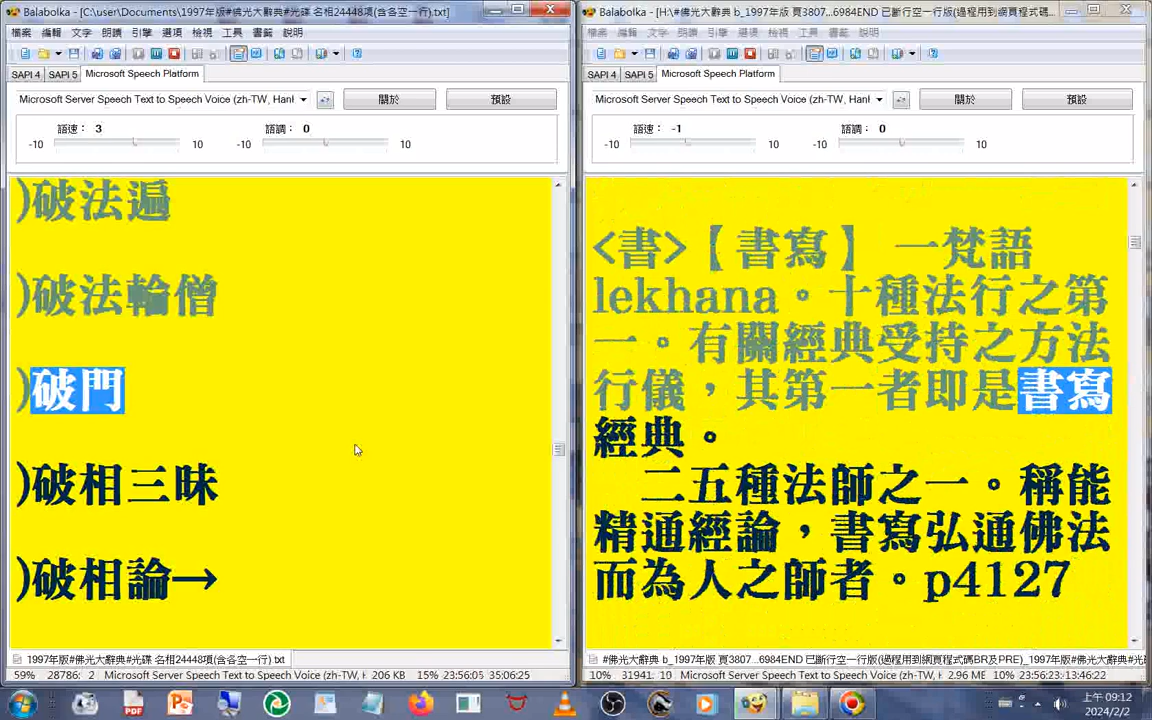 Balabolka - [C:\user\Documents\1997年版#佛光大辭典#光碟 名相24448項(含各空一行).txt]
檔案 編輯 文字 朗讀 引擎 選項 檢視 工具 書籤 說明
SAPI 4 SAPI 5 Microsoft Speech Platform
Microsoft Server Speech Text to Speech Voice (zh-TW, Hanl
關於
預設
語速： 3
語調： 0
-10 10 -10 10
)破法遍
)破法輪僧
)破門
)破相三昧
)破相論→
1997年版#佛光大辭典#光碟 名相24448項(含各空一行).txt
59% 28786: 2 Microsoft Server Speech Text to Speech Voice (zh-TW, H 206 KB 15% 23:56:05 35:06:25
Balabolka - [H:\#佛光大辭典 b_1997年版 頁3807...6984END 已斷行空一行版(過程用到網頁程式碼
檔案 編輯 文字 朗讀 引擎 選項 檢視 工具 書籤 說明
SAPI 4 SAPI 5 Microsoft Speech Platform
Microsoft Server Speech Text to Speech Voice (zh-TW, Hanl
關於
預設
語速： -1
語調： 0
-10 10 -10 10
<書>【書寫】 一梵語
lekhana。十種法行之第
一。有關經典受持之方法
行儀，其第一者即是書寫
經典。
二五種法師之一。稱能
精通經論，書寫弘通佛法
而為人之師者。p4127
#佛光大辭典 b_1997年版 頁3807...6984END 已斷行空一行版(過程用到網頁程式碼BR及PRE)_1997年版#佛光大辭典#光
10% 31941: 10 Microsoft Server Speech Text to Speech Voice (zh-TW, H 2.96 ME 10% 23:56:23 -13:46:22
上午 09:12
2024/2/2